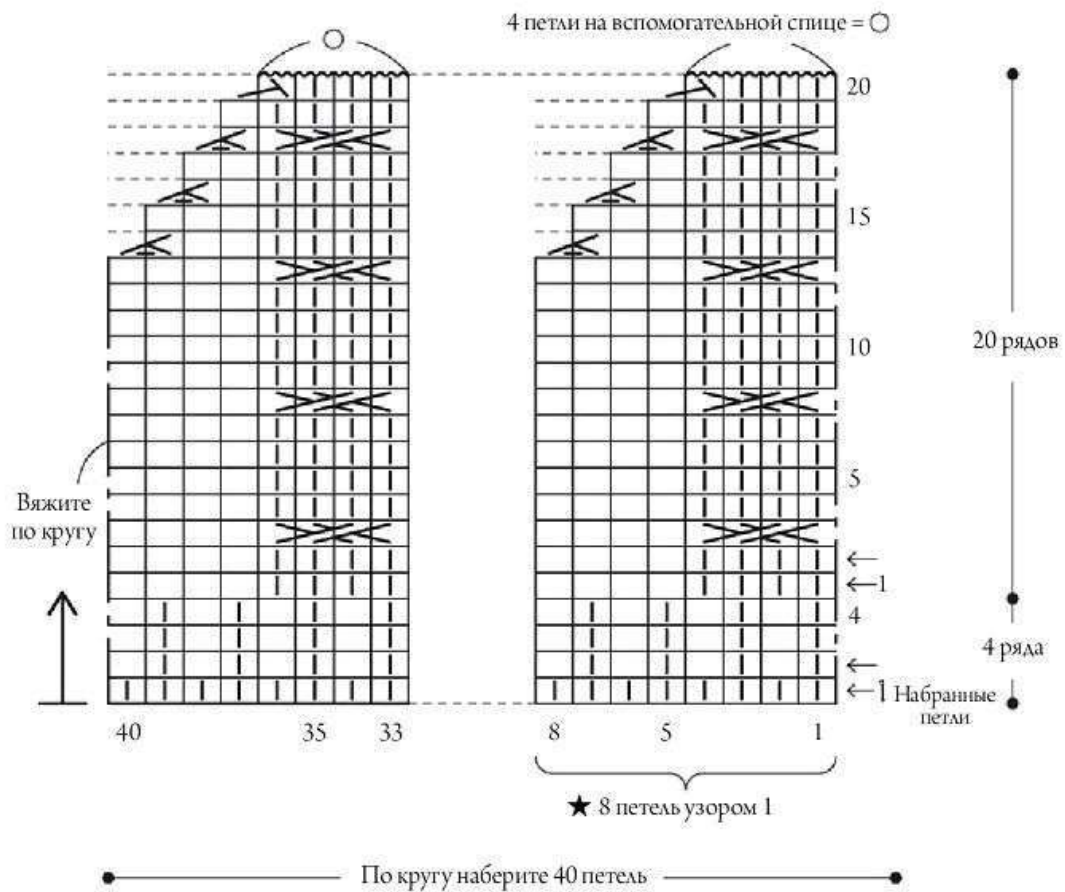 4 петли на вспомогательной спице = ○
○
20
15
10
5
←
←1
4
←
←1 Набранные
петли
20 рядов
4 ряда
Вяжите
по кругу
40 35 33 8 5 1
★ 8 петель узором 1
По кругу наберите 40 петель